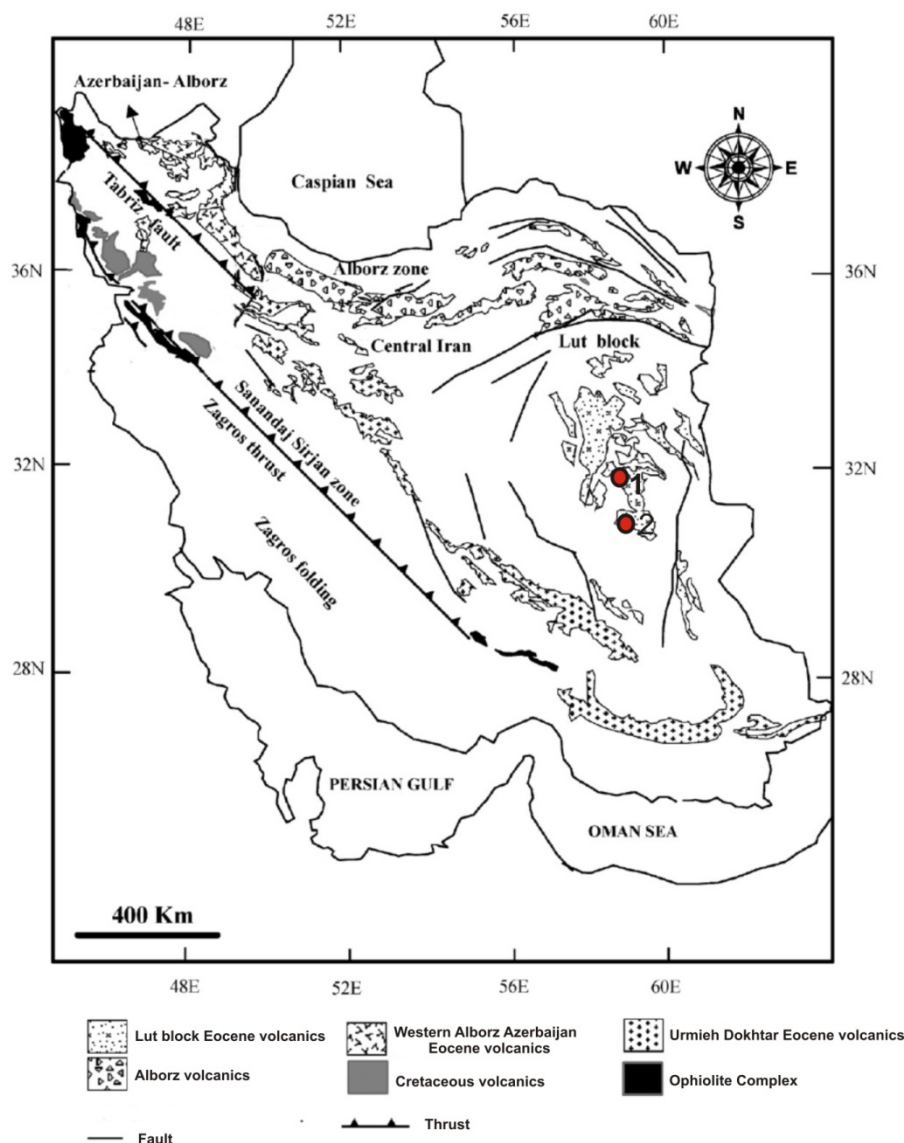 48E 52E 56E 60E
Azerbaijan- Alborz
N
W E
S
Caspian Sea
Tabriz fault
36N 36N
Alborz zone
Central Iran
Lut block
Sanandaj Sirjan zone
Zagros thrust
32N 32N
1
2
Zagros folding
28N 28N
PERSIAN GULF
OMAN SEA
400 Km
48E 52E 56E 60E
Lut block Eocene volcanics
Western Alborz Azerbaijan
Eocene volcanics
Urmieh Dokhtar Eocene volcanics
Alborz volcanics
Cretaceous volcanics
Ophiolite Complex
Fault
Thrust